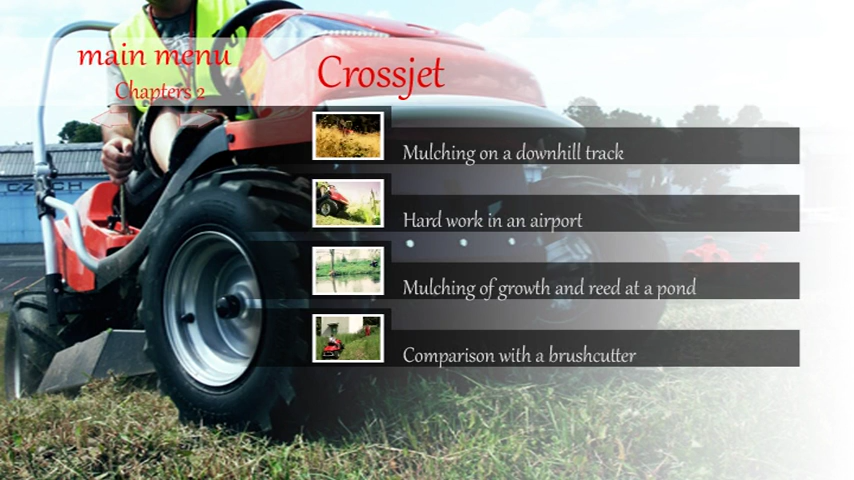 main menu
Chapters 2
Crossjet
Mulching on a downhill track
Hard work in an airport
Mulching of growth and reed at a pond
Comparison with a brushcutter
CZECH